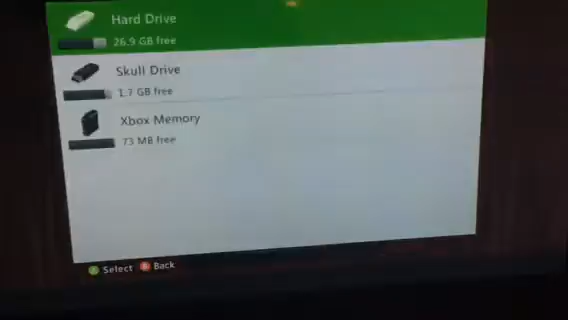 Hard Drive
26.9 GB free
Skull Drive
1.7 GB free
Xbox Memory
73 MB free
A Select B Back